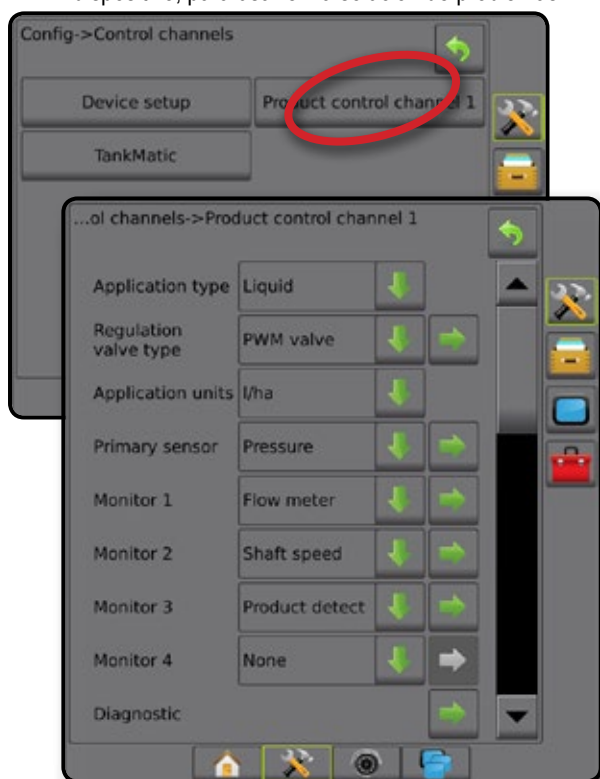 Config->Control channels
Device setup
Product control channel 1
TankMatic
...ol channels->Product control channel 1
Application type Liquid
Regulation
valve type PWM valve
Application units l/ha
Primary sensor Pressure
Monitor 1 Flow meter
Monitor 2 Shaft speed
Monitor 3 Product detect
Monitor 4 None
Diagnostic